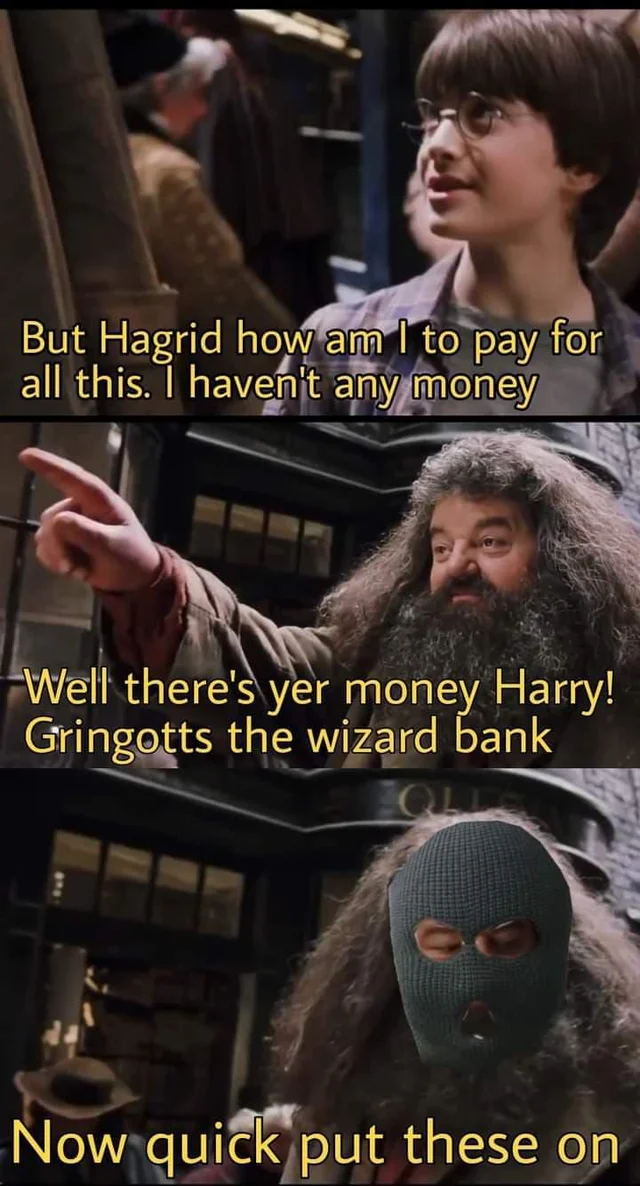 But Hagrid how am I to pay for
all this. I haven't any money
Well there's yer money Harry!
Gringotts the wizard bank
Now quick put these on